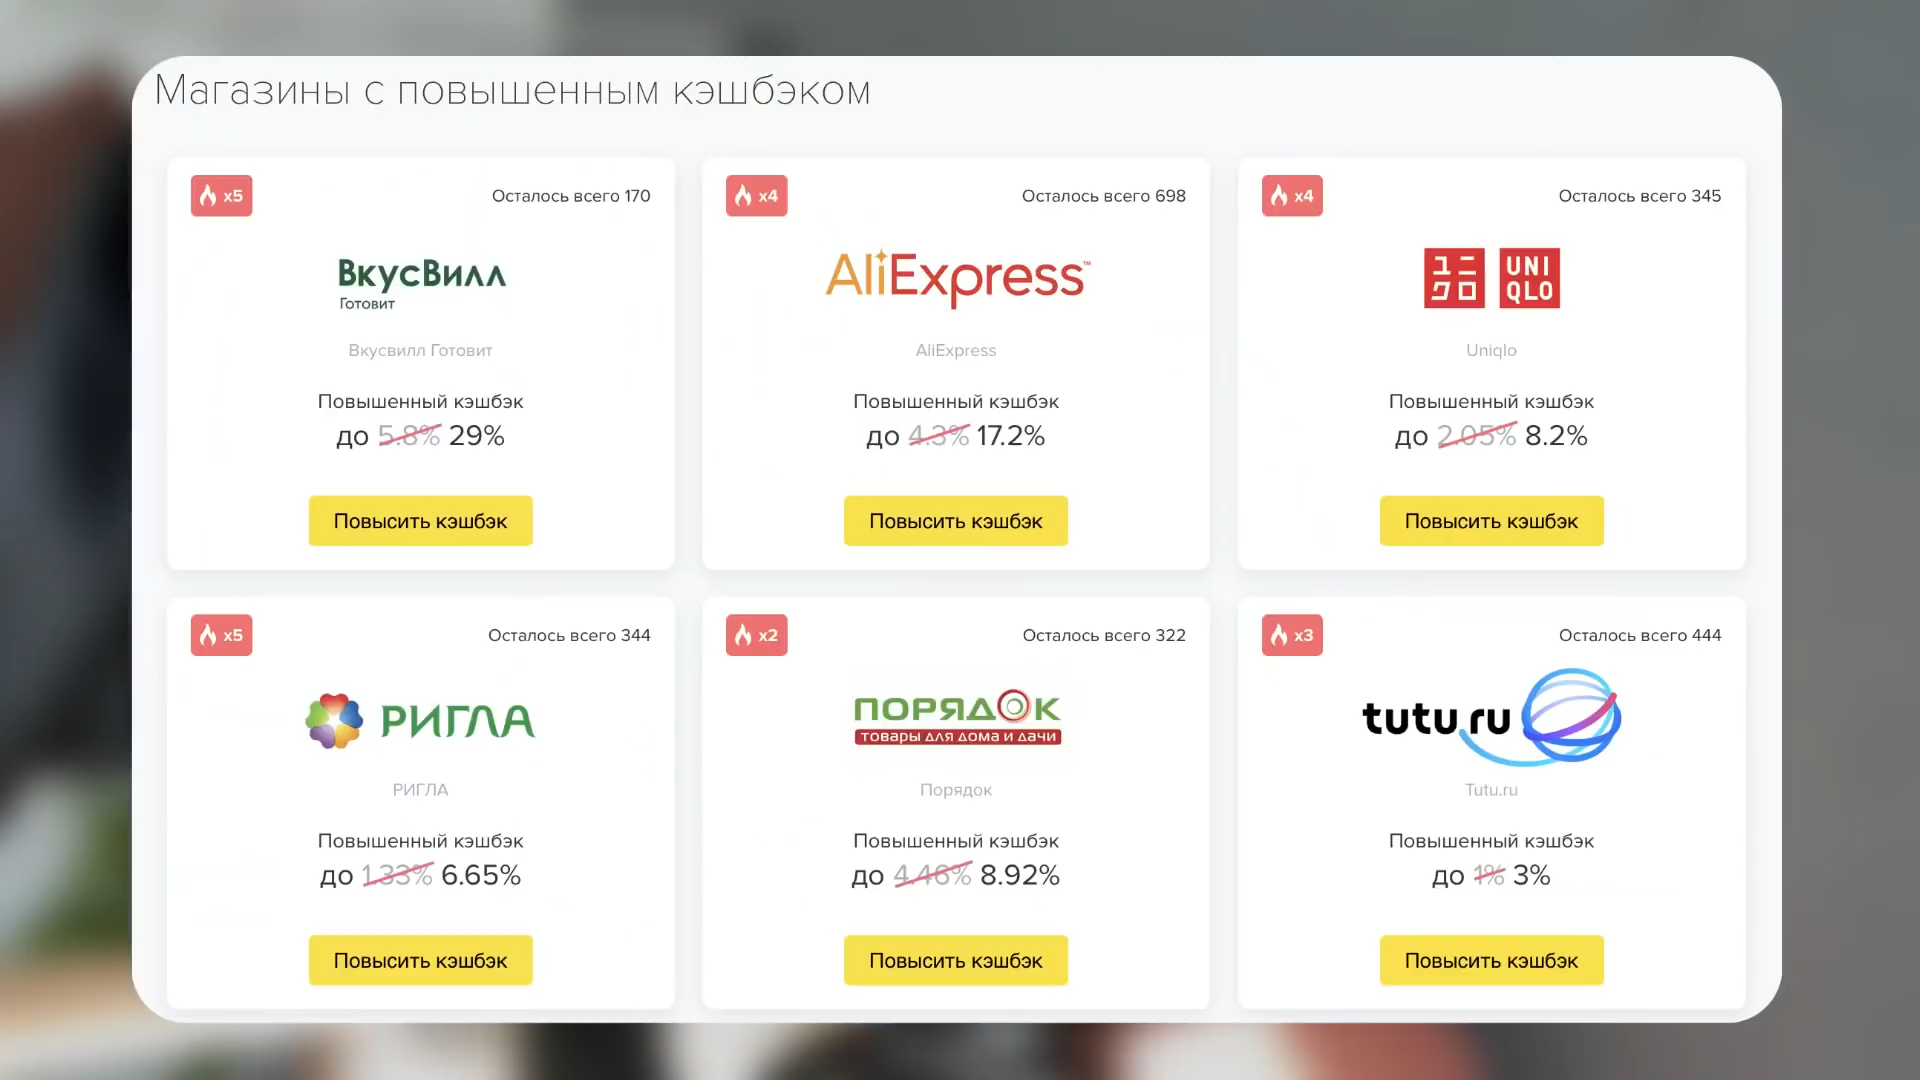 Магазины с повышенным кэшбэком
x5
Осталось всего 170
ВкусВилл
Готовит
Вкусвилл Готовит
Повышенный кэшбэк
до 5.8% 29%
Повысить кэшбэк
x4
Осталось всего 698
AliExpress™
AliExpress
Повышенный кэшбэк
до 4.3% 17.2%
Повысить кэшбэк
x4
Осталось всего 345
ユニ
クロ
UNI
QLO
Uniqlo
Повышенный кэшбэк
до 2.05% 8.2%
Повысить кэшбэк
x5
Осталось всего 344
РИГЛА
РИГЛА
Повышенный кэшбэк
до 1.33% 6.65%
Повысить кэшбэк
x2
Осталось всего 322
ПОРЯДОК
товары для дома и дачи
Порядок
Повышенный кэшбэк
до 4.46% 8.92%
Повысить кэшбэк
x3
Осталось всего 444
tutu.ru
Tutu.ru
Повышенный кэшбэк
до 1% 3%
Повысить кэшбэк